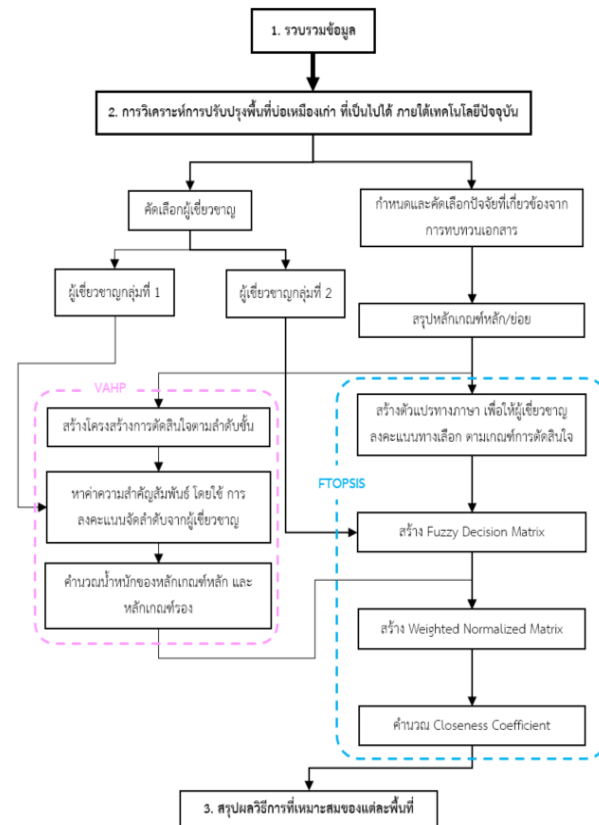 1. รวบรวมข้อมูล
2. การวิเคราะห์การปรับปรุงพื้นที่บ่อเหมืองเก่า ที่เป็นไปได้ ภายใต้เทคโนโลยีปัจจุบัน
คัดเลือกผู้เชี่ยวชาญ
กำหนดและคัดเลือกปัจจัยที่เกี่ยวข้องจาก
การทบทวนเอกสาร
ผู้เชี่ยวชาญกลุ่มที่ 1
ผู้เชี่ยวชาญกลุ่มที่ 2
สรุปหลักเกณฑ์หลัก/ย่อย
VAHP
สร้างโครงสร้างการตัดสินใจตามลำดับชั้น
หาค่าความสำคัญสัมพันธ์ โดยใช้ การ
ลงคะแนนจัดลำดับจากผู้เชี่ยวชาญ
คำนวณน้ำหนักของหลักเกณฑ์หลัก และ
หลักเกณฑ์รอง
สร้างตัวแปรทางภาษา เพื่อให้ผู้เชี่ยวชาญ
ลงคะแนนทางเลือก ตามเกณฑ์การตัดสินใจ
FTOPSIS
สร้าง Fuzzy Decision Matrix
สร้าง Weighted Normalized Matrix
คำนวณ Closeness Coefficient
3. สรุปผลวิธีการที่เหมาะสมของแต่ละพื้นที่